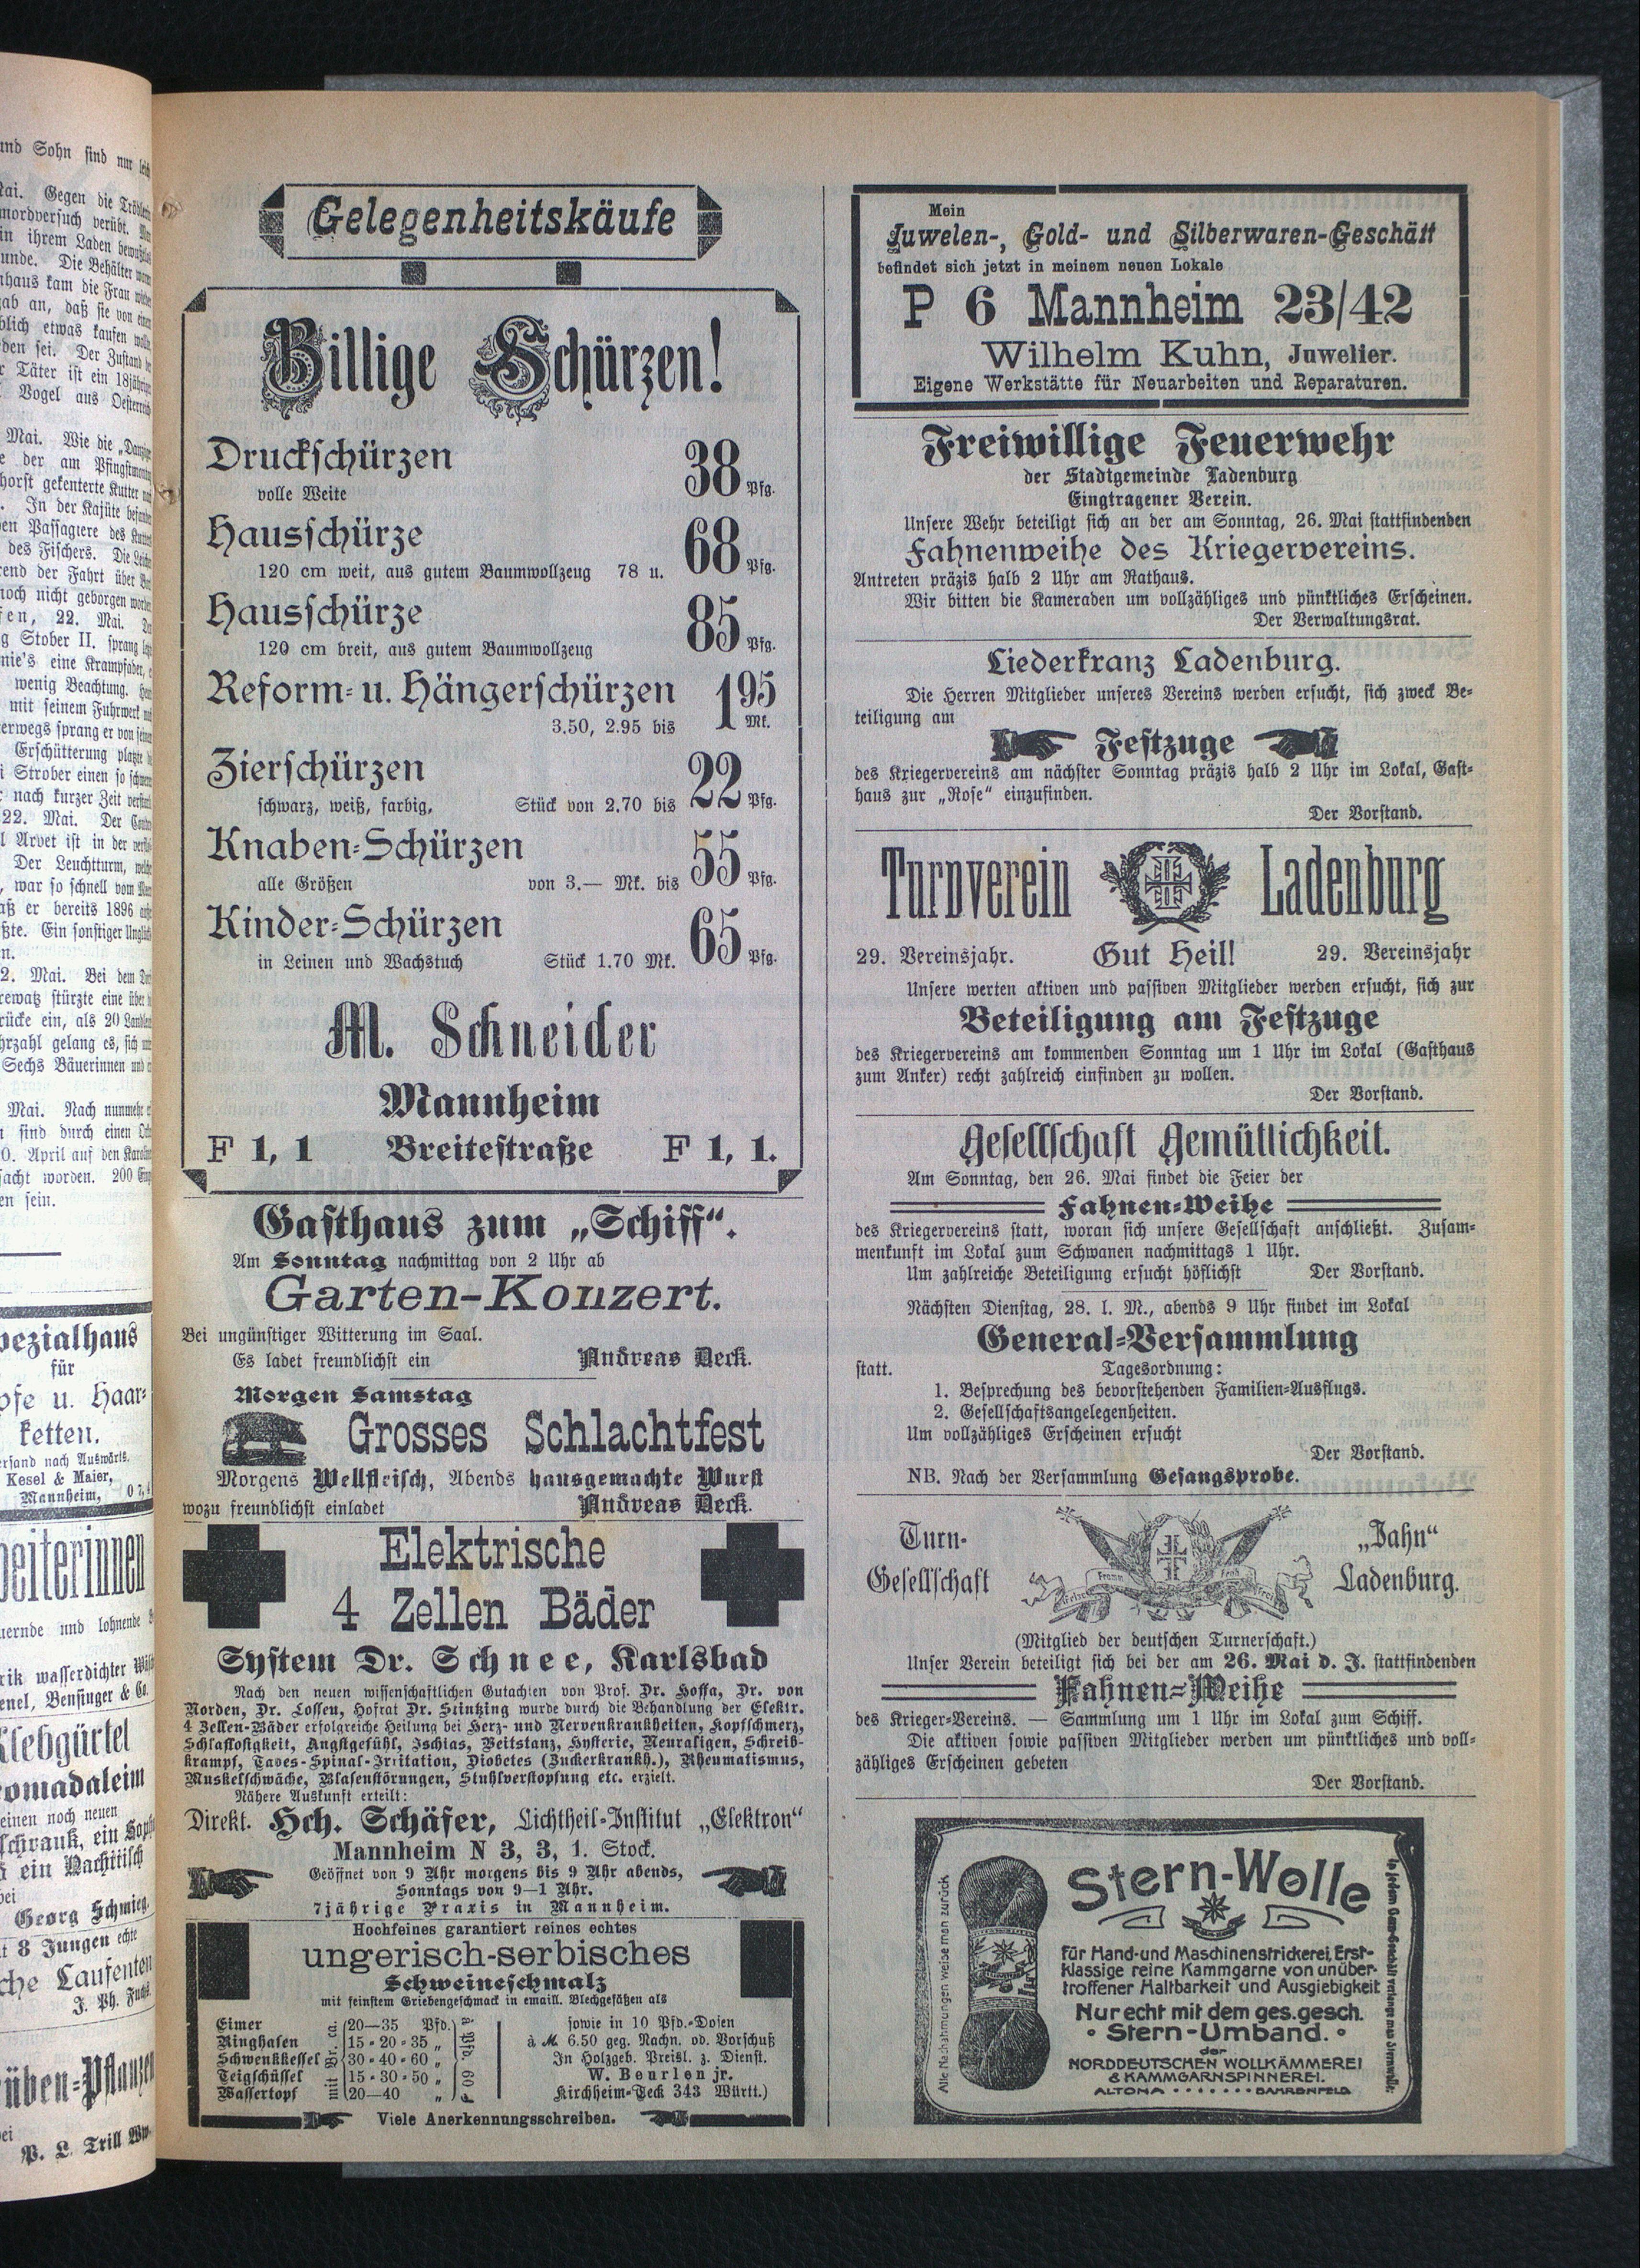 Gelegenheitskäufe
Billige Schürzen!
Druckschürzen 38 Pfg.
volle Weite
Hausschürze 68 Pfg.
120 cm weit, aus gutem Baumwollzeug 78 u.
Hausschürze 85 Pfg.
120 cm breit, aus gutem Baumwollzeug
Reform- u. Hängerschürzen 1 95 Mk.
3.50, 2.95 bis
Zierschürzen 22 Pfg.
schwarz, weiß, farbig, Stück von 2.70 bis
Knaben-Schürzen 55 Pfg.
alle Größen von 3.— Mk. bis
Kinder-Schürzen 65 Pfg.
in Leinen und Wachstuch Stück 1.70 Mk.
M. Schneider
Mannheim
F 1, 1 Breitestraße F 1, 1.
Gasthaus zum „Schiff“.
Am Sonntag nachmittag von 2 Uhr ab
Garten-Konzert.
Bei ungünstiger Witterung im Saal.
Es ladet freundlichst ein Andreas Deck.
Morgen Samstag
Grosses Schlachtfest
Morgens Wellfleisch, Abends hausgemachte Wurst
wozu freundlichst einladet Andreas Deck.
Elektrische
4 Zellen Bäder
System Dr. Schnee, Karlsbad
Nach den neuen wissenschaftlichen Gutachten von Prof. Dr. Hoffa, Dr. von
Norden, Dr. Lossen, Hofrat Dr. Stintzing wurde durch die Behandlung der Elektr.
4 Zellen-Bäder erfolgreiche Heilung bei Herz- und Nervenkrankheiten, Kopfschmerz,
Schlaflosigkeit, Angstgefühl, Ischias, Veitstanz, Hysterie, Neuralgien, Schreib-
krampf, Tabes-Spinal-Irritation, Diabetes (Zuckerkrankh.), Rheumatismus,
Muskelschwäche, Blasenstörungen, Stuhlverstopfung etc. erzielt.
Nähere Auskunft erteilt:
Direkt. Hch. Schäfer, Lichtheil-Institut „Elektron“
Mannheim N 3, 3, 1. Stock.
Geöffnet von 9 Uhr morgens bis 9 Uhr abends,
Sonntags von 9—1 Uhr.
7jährige Praxis in Mannheim.
Hochfeines garantiert reines echtes
ungerisch-serbisches
Schweineschmalz
mit feinstem Griebengeschmack in emaill. Blechgefäßen als
Eimer 20—35 Pfd.
Ringhafen 15-20-35 „
Schwenkkessel 30-40-60 „
Teigschüssel 15-30-50 „
Wassertopf 20—40 „
mit Br. ca.
à Pfd. 60
sowie in 10 Pfd.-Dosen
à M. 6.50 geg. Nachn. od. Vorschuß
In Holzgeb. Preisl. z. Dienst.
W. Beurlen jr.
Kirchheim-Teck 343 Württ.)
Viele Anerkennungsschreiben.
Mein
Juwelen-, Gold- und Silberwaren-Geschäft
befindet sich jetzt in meinem neuen Lokale
P 6 Mannheim 23/42
Wilhelm Kuhn, Juwelier.
Eigene Werkstätte für Neuarbeiten und Reparaturen.
Freiwillige Feuerwehr
der Stadtgemeinde Ladenburg
Eingtragener Verein.
Unsere Wehr beteiligt sich an der am Sonntag, 26. Mai stattfindenden
Fahnenweihe des Kriegervereins.
Antreten präzis halb 2 Uhr am Rathaus.
Wir bitten die Kameraden um vollzähliges und pünktliches Erscheinen.
Der Verwaltungsrat.
Liederkranz Ladenburg.
Die Herren Mitglieder unseres Vereins werden ersucht, sich zweck Be-
teiligung am
Festzuge
des Kriegervereins am nächster Sonntag präzis halb 2 Uhr im Lokal, Gast-
haus zur „Rose“ einzufinden.
Der Vorstand.
Turnverein Ladenburg
29. Vereinsjahr. Gut Heil! 29. Vereinsjahr
Unsere werten aktiven und passiven Mitglieder werden ersucht, sich zur
Beteiligung am Festzuge
des Kriegervereins am kommenden Sonntag um 1 Uhr im Lokal (Gasthaus
zum Anker) recht zahlreich einfinden zu wollen.
Der Vorstand.
Gesellschaft Gemütlichkeit.
Am Sonntag, den 26. Mai findet die Feier der
Fahnen-Weihe
des Kriegervereins statt, woran sich unsere Gesellschaft anschließt. Zusam-
menkunft im Lokal zum Schwanen nachmittags 1 Uhr.
Um zahlreiche Beteiligung ersucht höflichst Der Vorstand.
Nächsten Dienstag, 28. l. M., abends 9 Uhr findet im Lokal
General-Versammlung
statt. Tagesordnung:
1. Besprechung des bevorstehenden Familien-Ausflugs.
2. Gesellschaftsangelegenheiten.
Um vollzähliges Erscheinen ersucht
Der Vorstand.
NB. Nach der Versammlung Gesangsprobe.
Turn- „Jahn“
Gesellschaft Ladenburg.
(Mitglied der deutschen Turnerschaft.)
Unser Verein beteiligt sich bei der am 26. Mai d. J. stattfindenden
Fahnen-Weihe
des Krieger-Vereins. — Sammlung um 1 Uhr im Lokal zum Schiff.
Die aktiven sowie passiven Mitglieder werden um pünktliches und voll-
zähliges Erscheinen gebeten
Der Vorstand.
Stern-Wolle
Alle Nachahmungen weise man zurück
für Hand-und Maschinenstrickerei, Erst-
klassige reine Kammgarne von unüber-
troffener Haltbarkeit und Ausgiebigkeit
Nur echt mit dem ges. gesch.
Stern-Umband.
der
NORDDEUTSCHEN WOLLKÄMMEREI
& KAMMGARNSPINNEREI.
ALTONA BAHRENFELD